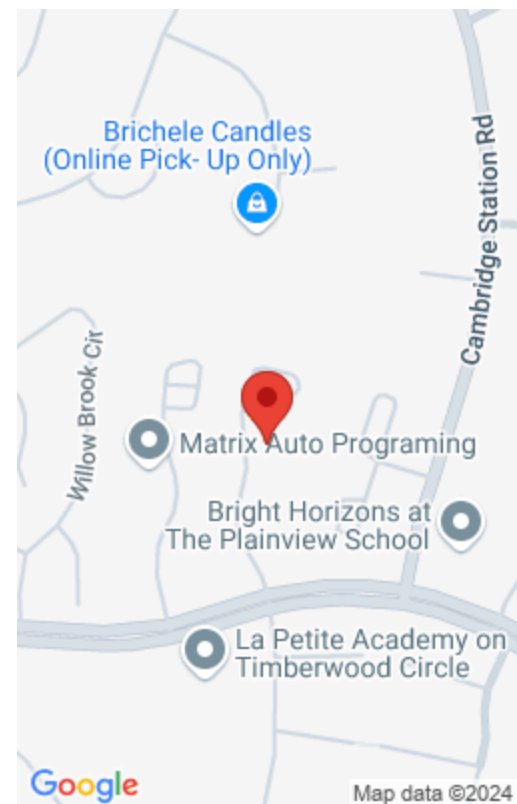 Brichele Candles
(Online Pick- Up Only)
Cambridge Station Rd
Willow Brook Cir
Matrix Auto Programing
Bright Horizons at
The Plainview School
La Petite Academy on
Timberwood Circle
Google
Map data ©2024